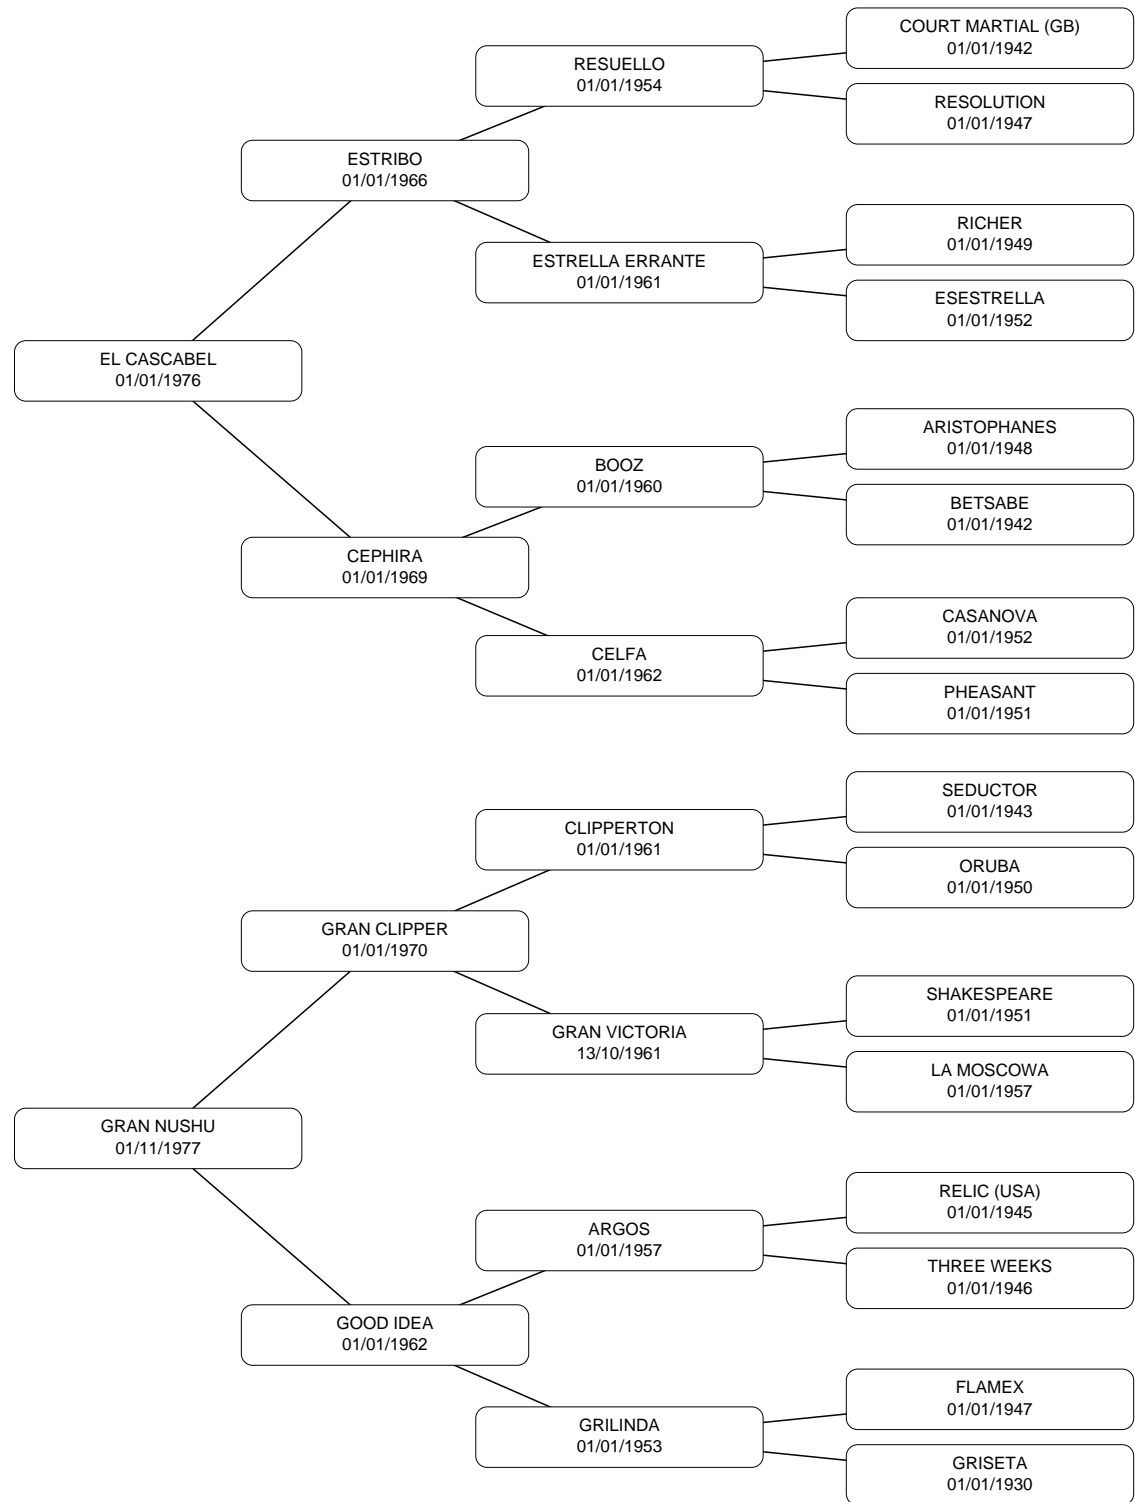 COURT MARTIAL (GB)
01/01/1942
RESUELLO
01/01/1954
RESOLUTION
01/01/1947
ESTRIBO
01/01/1966
RICHER
01/01/1949
ESTRELLA ERRANTE
01/01/1961
ESESTRELLA
01/01/1952
EL CASCABEL
01/01/1976
ARISTOPHANES
01/01/1948
BOOZ
01/01/1960
BETSABE
01/01/1942
CEPHIRA
01/01/1969
CASANOVA
01/01/1952
CELFA
01/01/1962
PHEASANT
01/01/1951
SEDUCTOR
01/01/1943
CLIPPERTON
01/01/1961
ORUBA
01/01/1950
GRAN CLIPPER
01/01/1970
SHAKESPEARE
01/01/1951
GRAN VICTORIA
13/10/1961
LA MOSCOWA
01/01/1957
GRAN NUSHU
01/11/1977
RELIC (USA)
01/01/1945
ARGOS
01/01/1957
THREE WEEKS
01/01/1946
GOOD IDEA
01/01/1962
FLAMEX
01/01/1947
GRILINDA
01/01/1953
GRISETA
01/01/1930